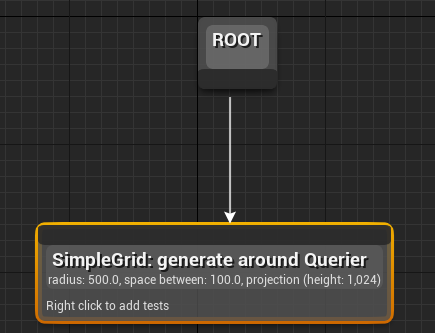 ROOT
SimpleGrid: generate around Querier
radius: 500.0, space between: 100.0, projection (height: 1,024)
Right click to add tests